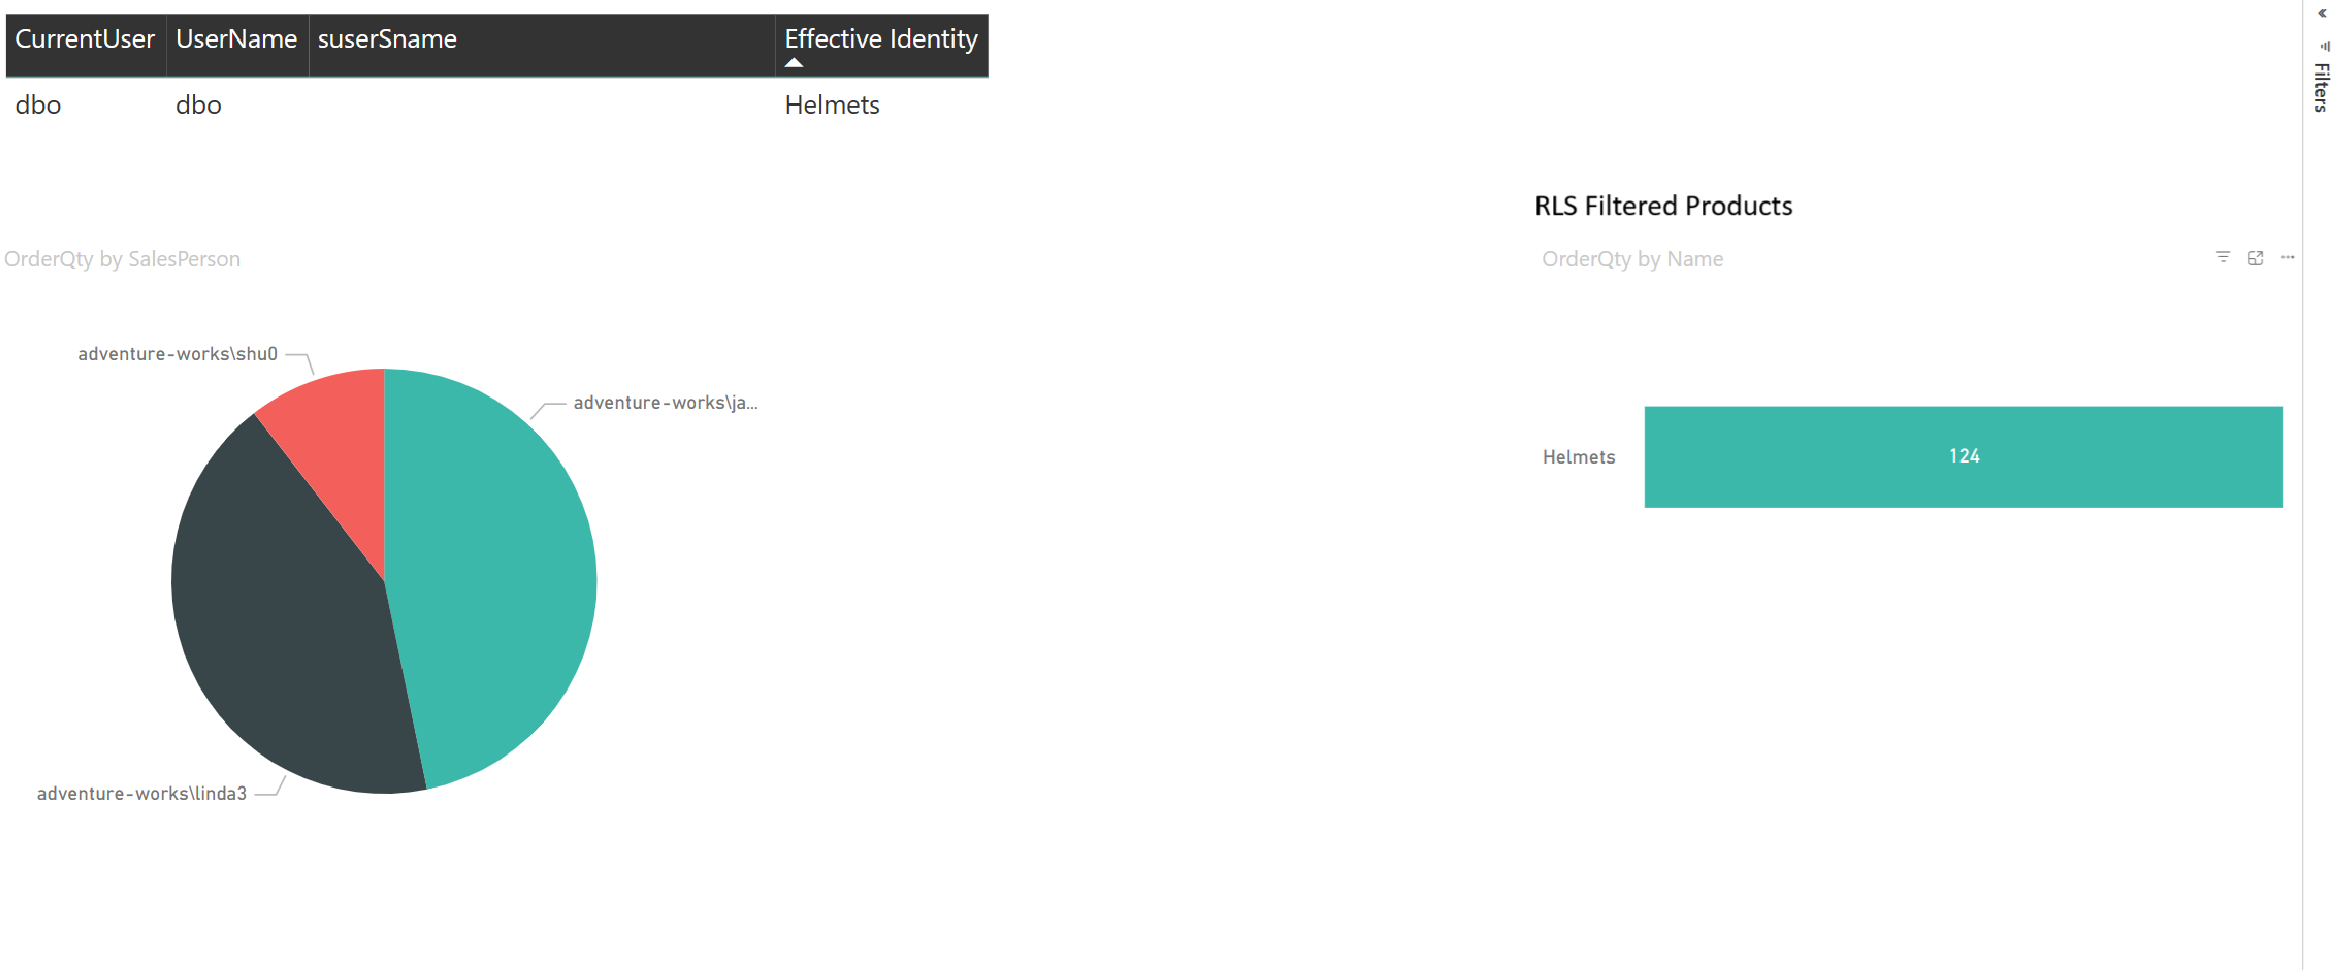 CurrentUser UserName suserSname Effective Identity
dbo dbo Helmets
Filters
RLS Filtered Products
OrderQty by SalesPerson
OrderQty by Name
adventure-works\shu0
adventure-works\ja...
Helmets 124
adventure-works\linda3